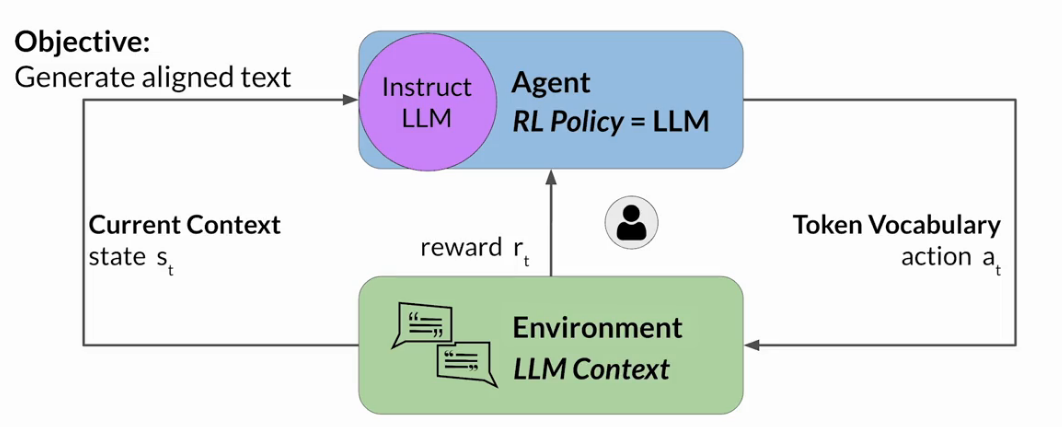 Objective:
Generate aligned text
Instruct
LLM
Agent
RL Policy = LLM
Current Context
state s_t
reward r_t
Token Vocabulary
action a_t
Environment
LLM Context